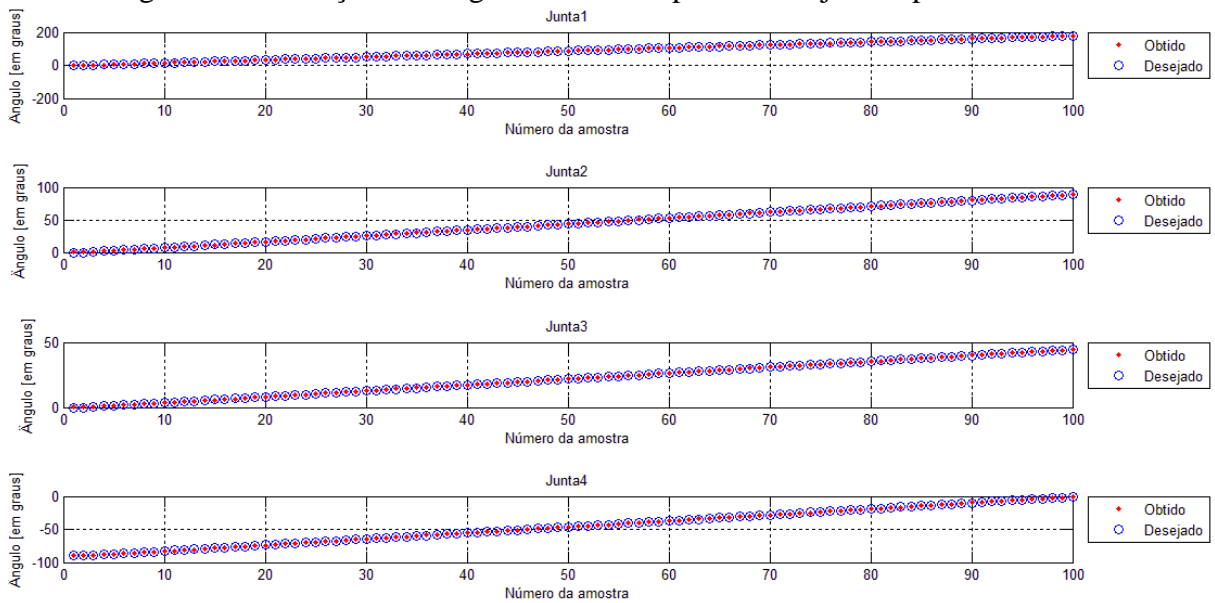 Junta1
Angulo [em graus]
200
0
-200
0 10 20 30 40 50 60 70 80 90 100
Número da amostra
Obtido
Desejado
Junta2
Ängulo [em graus]
100
50
0
0 10 20 30 40 50 60 70 80 90 100
Número da amostra
Obtido
Desejado
Junta3
Ängulo [em graus]
50
0
0 10 20 30 40 50 60 70 80 90 100
Número da amostra
Obtido
Desejado
Junta4
Angulo [em graus]
0
-50
-100
0 10 20 30 40 50 60 70 80 90 100
Número da amostra
Obtido
Desejado